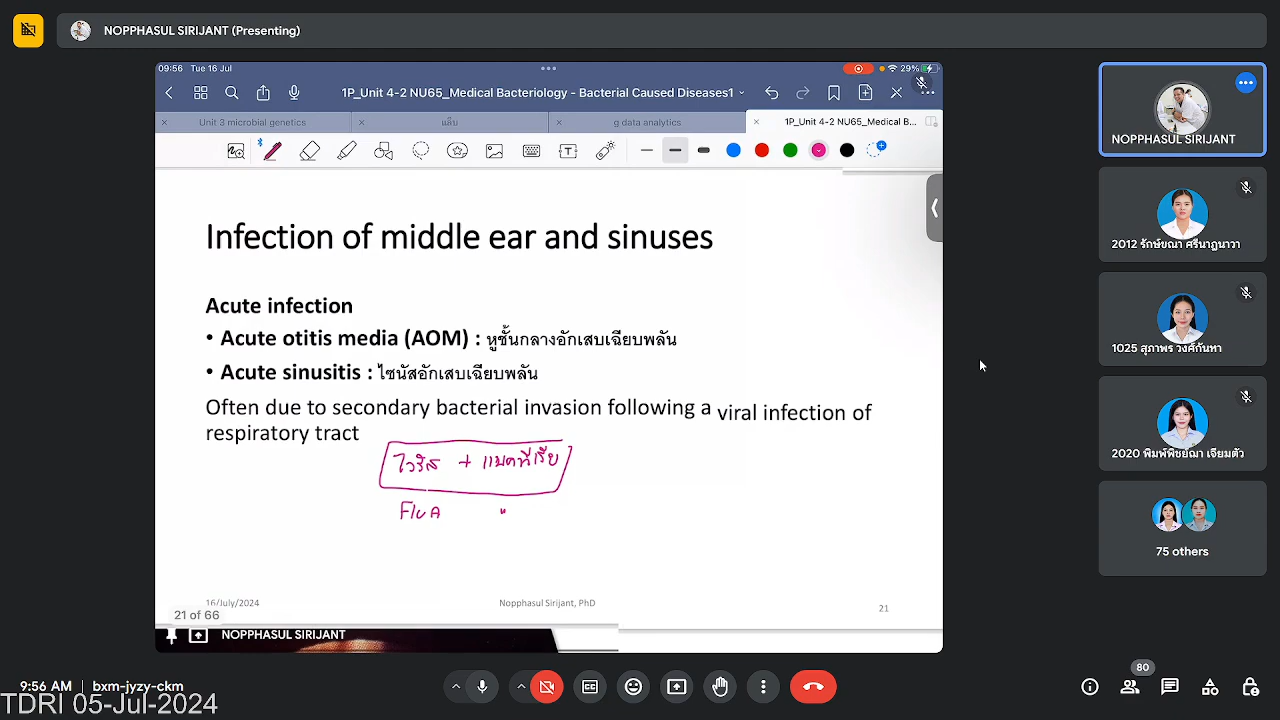 NOPPHASUL SIRIJANT (Presenting)
09:56 Tue 16 Jul
29%
1P_Unit 4-2 NU65_Medical Bacteriology - Bacterial Caused Diseases1
Unit 3 microbial genetics
แล็บ
g data analytics
1P_Unit 4-2 NU65_Medical B...
Infection of middle ear and sinuses
Acute infection
• Acute otitis media (AOM) : หูชั้นกลางอักเสบเฉียบพลัน
• Acute sinusitis : ไซนัสอักเสบเฉียบพลัน
Often due to secondary bacterial invasion following a viral infection of
respiratory tract
ไวรัส + แบคทีเรีย
Flu A "
16/July/2024
Nopphasul Sirijant, PhD
21
21 of 66
NOPPHASUL SIRIJANT
NOPPHASUL SIRIJANT
2012 รักษ์ขณา ศรีนาฏนาวา
1025 สุภาพร วงศ์กันทา
2020 พิมพ์พิชญ์ณา เจียมตัว
75 others
80
9:56 AM | bxm-jyzy-ckm
TDRI 05-Jul-2024